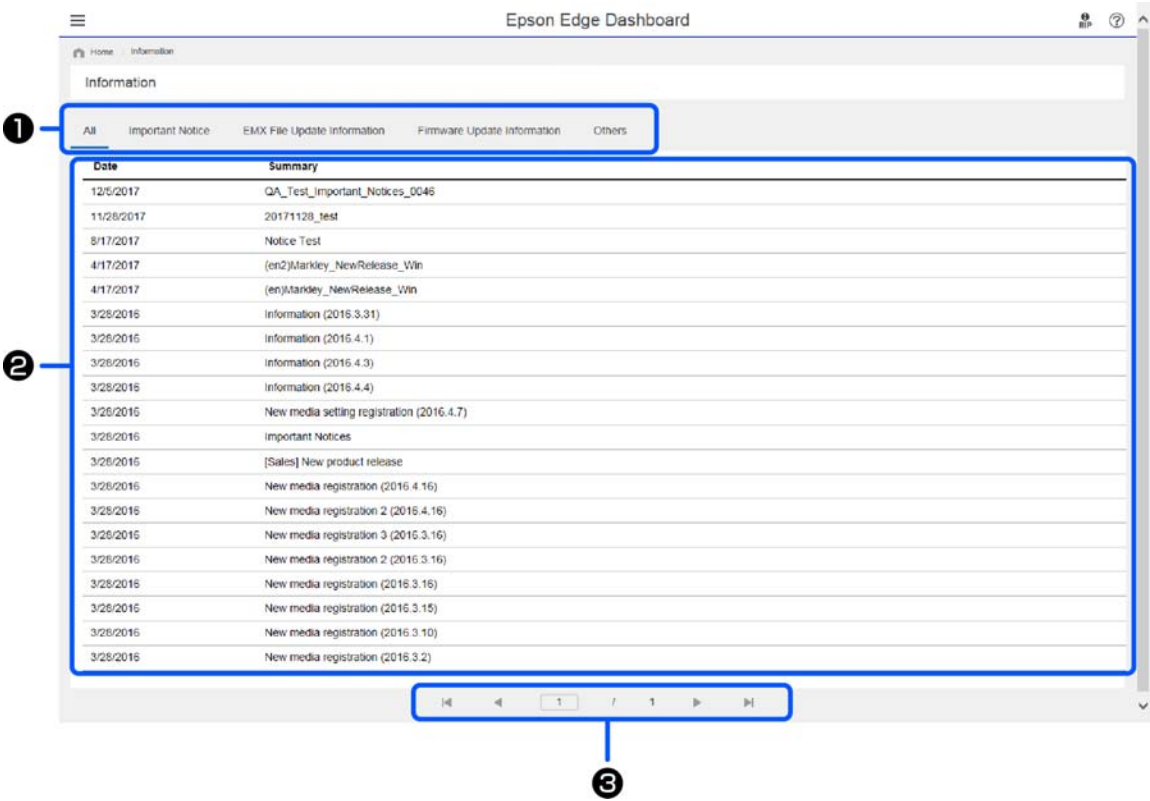 Epson Edge Dashboard
RIP
?
Home / Information
Information
1
All Important Notice EMX File Update Information Firmware Update Information Others
Date Summary
12/5/2017 QA_Test_Important_Notices_0046
11/28/2017 20171128_test
8/17/2017 Notice Test
4/17/2017 (en2)Markley_NewRelease_Win
4/17/2017 (en)Markley_NewRelease_Win
3/28/2016 Information (2016.3.31)
3/28/2016 Information (2016.4.1)
2
3/28/2016 Information (2016.4.3)
3/28/2016 Information (2016.4.4)
3/28/2016 New media setting registration (2016.4.7)
3/28/2016 Important Notices
3/28/2016 [Sales] New product release
3/28/2016 New media registration (2016.4.16)
3/28/2016 New media registration 2 (2016.4.16)
3/28/2016 New media registration 3 (2016.3.16)
3/28/2016 New media registration 2 (2016.3.16)
3/28/2016 New media registration (2016.3.16)
3/28/2016 New media registration (2016.3.15)
3/28/2016 New media registration (2016.3.10)
3/28/2016 New media registration (2016.3.2)
1 / 1
3